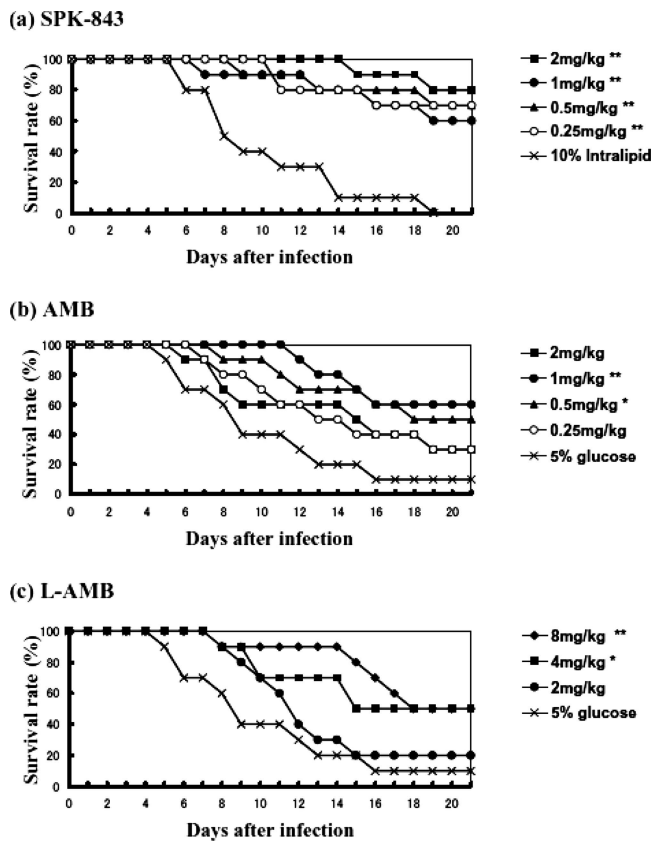 (a) SPK-843
Survival rate (%)
100
80
60
40
20
0
0 2 4 6 8 10 12 14 16 18 20
Days after infection
2mg/kg **
1mg/kg **
0.5mg/kg **
0.25mg/kg **
10% Intralipid
(b) AMB
Survival rate (%)
100
80
60
40
20
0
0 2 4 6 8 10 12 14 16 18 20
Days after infection
2mg/kg
1mg/kg **
0.5mg/kg *
0.25mg/kg
5% glucose
(c) L-AMB
Survival rate (%)
100
80
60
40
20
0
0 2 4 6 8 10 12 14 16 18 20
Days after infection
8mg/kg **
4mg/kg *
2mg/kg
5% glucose